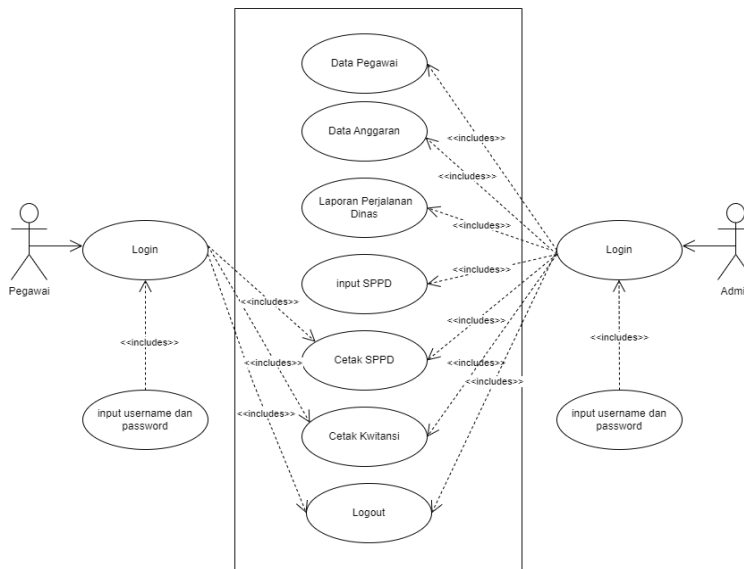 Data Pegawai
<<includes>>
Data Anggaran
<<includes>>
Laporan Perjalanan
Dinas
<<includes>>
Pegawai
Login
Login
Admi
input SPPD
<<includes>>
<<includes>>
<<includes>>
<<includes>>
<<includes>>
Cetak SPPD
<<includes>>
<<includes>>
<<includes>>
<<includes>>
input username dan
password
Cetak Kwitansi
input username dan
password
Logout